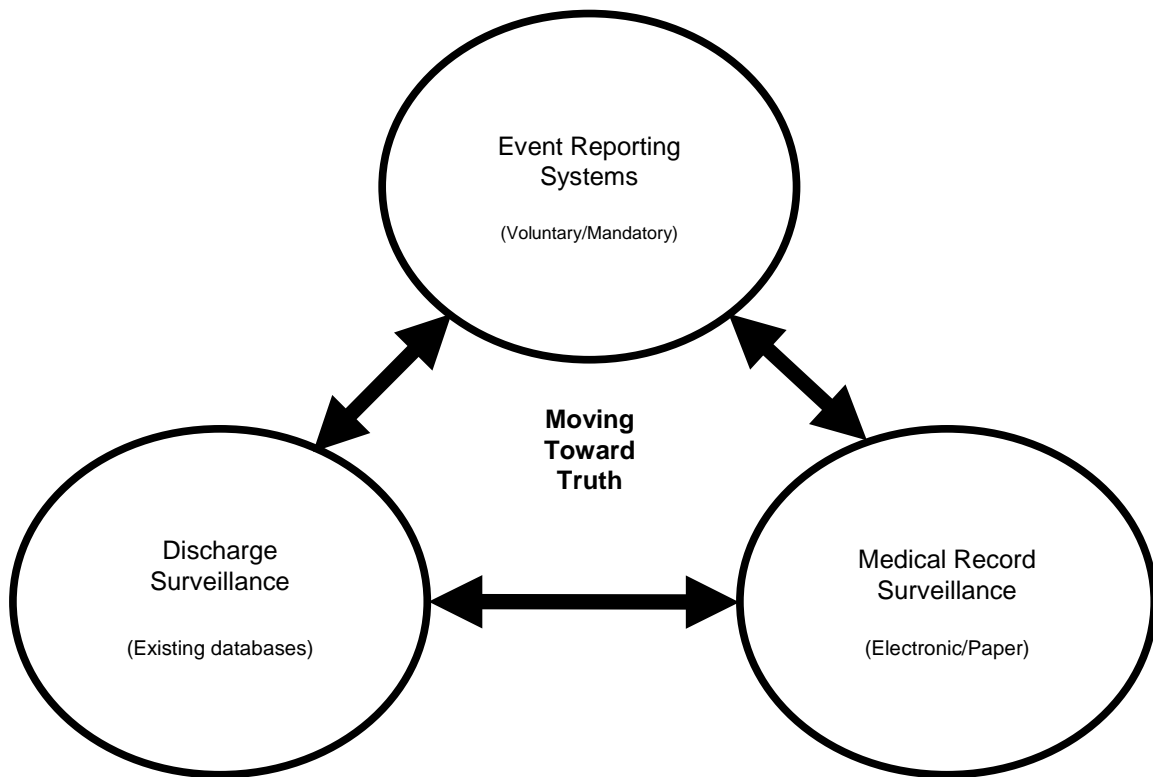 Event Reporting
Systems
(Voluntary/Mandatory)
Moving
Toward
Truth
Discharge
Surveillance
(Existing databases)
Medical Record
Surveillance
(Electronic/Paper)